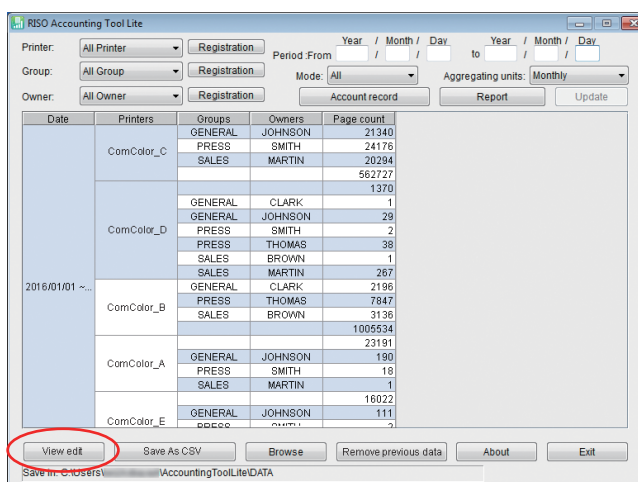 RISO Accounting Tool Lite
Year / Month / Day Year / Month / Day
Printer: All Printer Registration Period :From / / to / /
Group: All Group Registration Mode: All Aggregating units: Monthly
Owner: All Owner Registration Account record Report Update
Date Printers Groups Owners Page count
GENERAL JOHNSON 21340
PRESS SMITH 24176
ComColor_C
SALES MARTIN 20294
562727
1370
GENERAL CLARK 1
GENERAL JOHNSON 29
ComColor_D PRESS SMITH 2
PRESS THOMAS 38
SALES BROWN 1
SALES MARTIN 267
2016/01/01 ~... GENERAL CLARK 2196
PRESS THOMAS 7847
ComColor_B
SALES BROWN 3136
1005534
23191
GENERAL JOHNSON 190
ComColor_A
PRESS SMITH 18
SALES MARTIN 1
16022
GENERAL JOHNSON 111
ComColor_E
PRESS SMITH 2
View edit Save As CSV Browse Remove previous data About Exit
Save in: C:\Users\ \AccountingToolLite\DATA